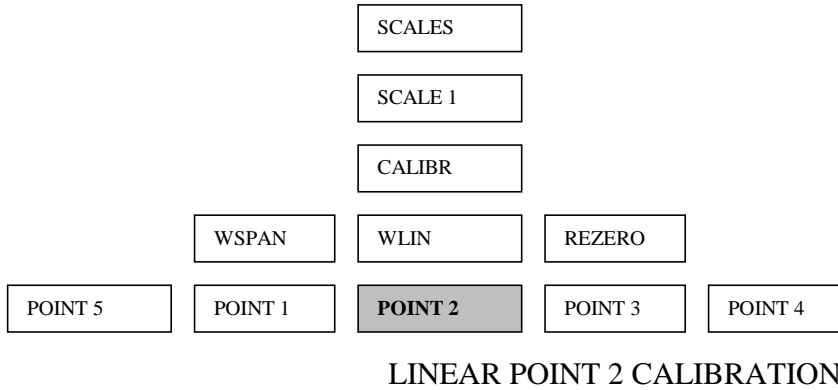 SCALES
SCALE 1
CALIBR
WSPAN WLIN REZERO
POINT 5 POINT 1 POINT 2 POINT 3 POINT 4
LINEAR POINT 2 CALIBRATION